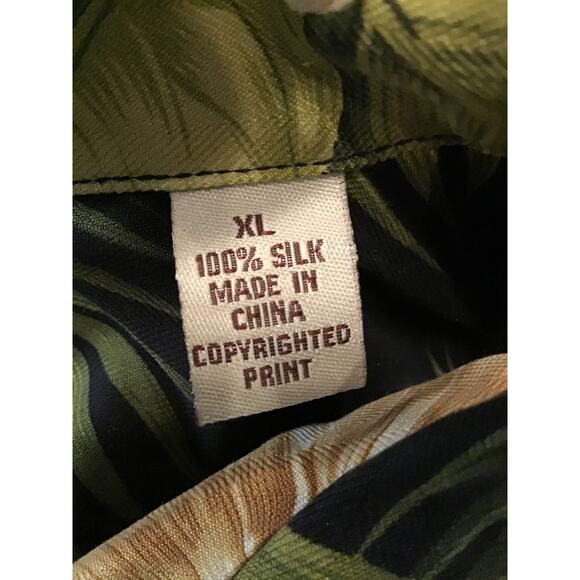 XL
100% SILK
MADE IN
CHINA
COPYRIGHTED
PRINT